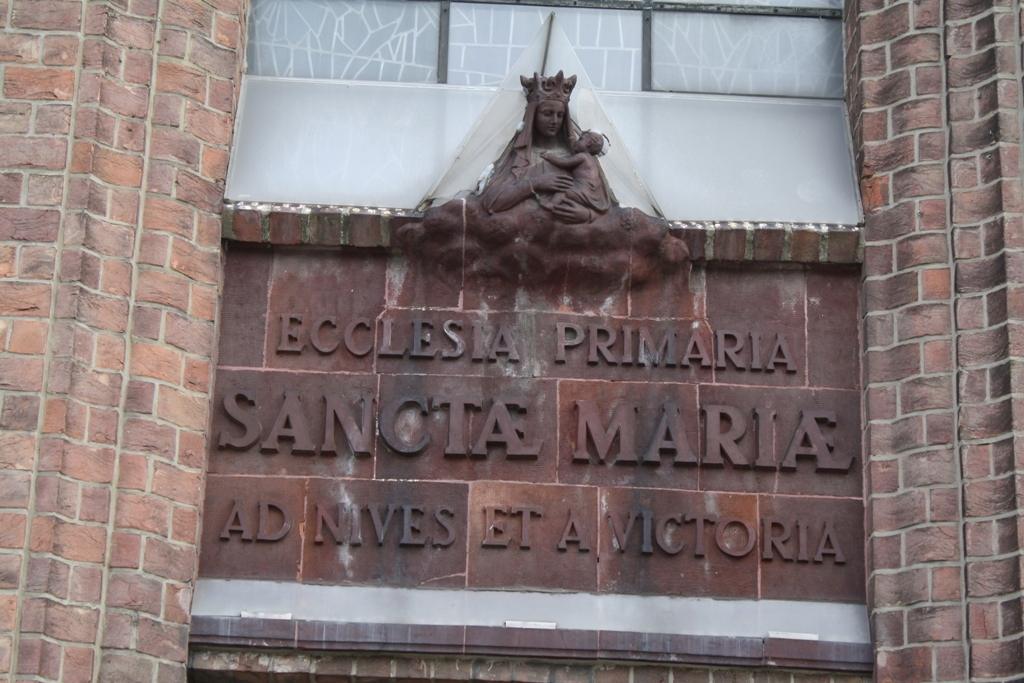 ECCLESIA PRIMARIA
SANCTÆ MARIÆ
AD NIVES ET A VICTORIA